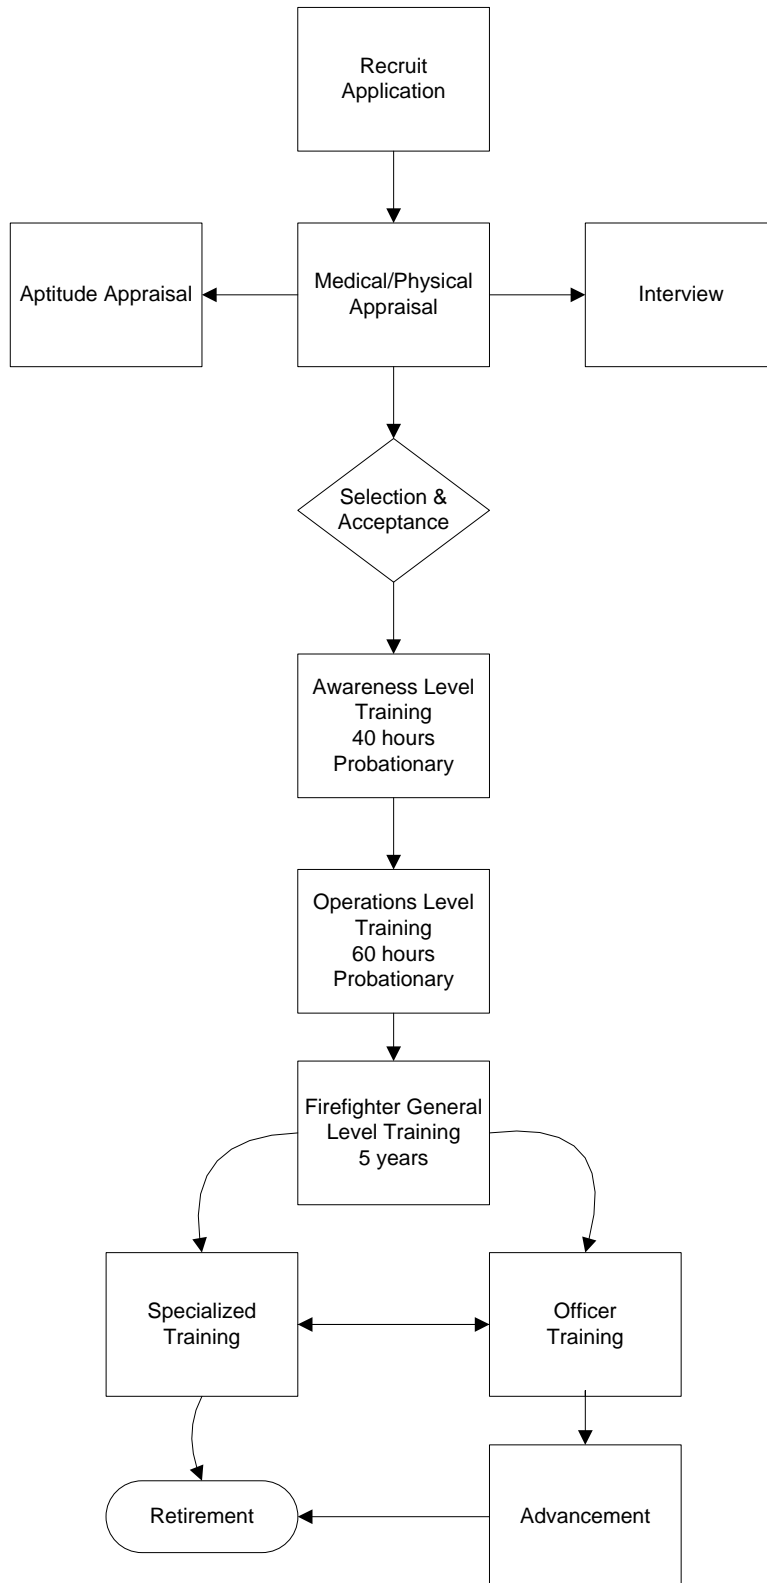 Recruit
Application
Aptitude Appraisal
Medical/Physical
Appraisal
Interview
Selection &
Acceptance
Awareness Level
Training
40 hours
Probationary
Operations Level
Training
60 hours
Probationary
Firefighter General
Level Training
5 years
Specialized
Training
Officer
Training
Retirement
Advancement